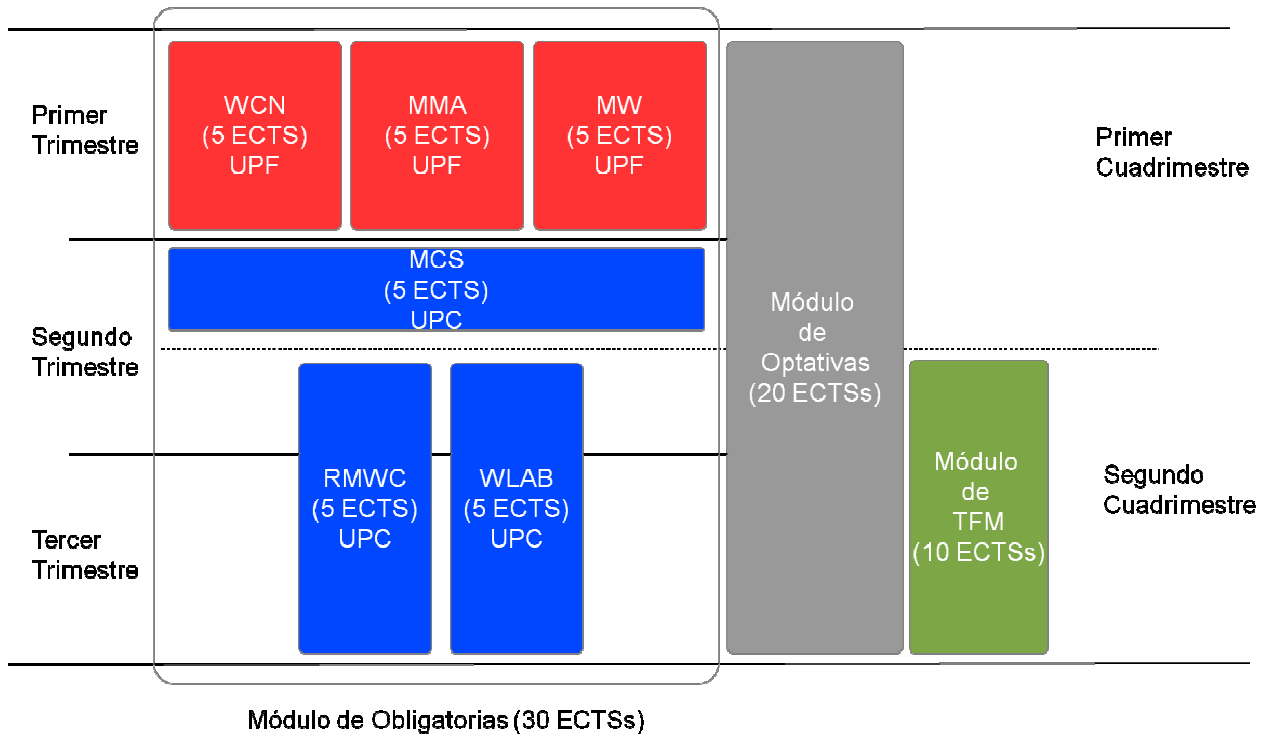 Primer
Trimestre
WCN
(5 ECTS)
UPF
MMA
(5 ECTS)
UPF
MW
(5 ECTS)
UPF
Primer
Cuadrimestre
MCS
(5 ECTS)
UPC
Segundo
Trimestre
Módulo
de
Optativas
(20 ECTSs)
RMWC
(5 ECTS)
UPC
WLAB
(5 ECTS)
UPC
Módulo
de
TFM
(10 ECTSs)
Segundo
Cuadrimestre
Tercer
Trimestre
Módulo de Obligatorias (30 ECTSs)